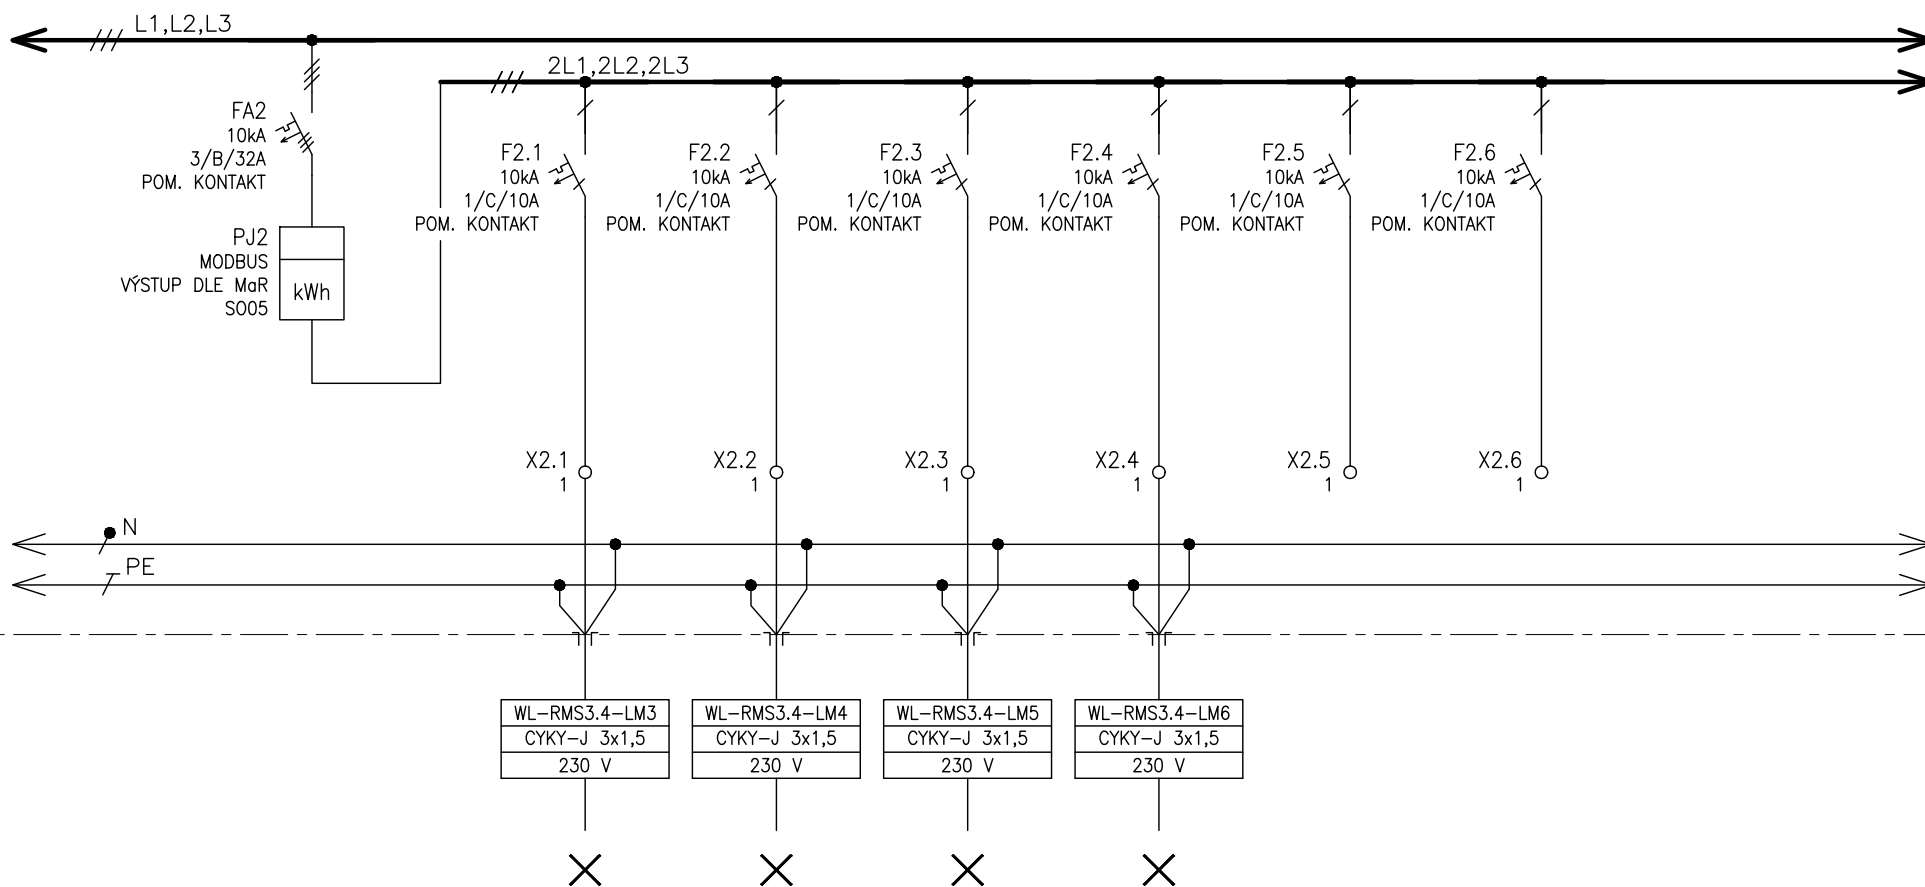 L1,L2,L3
2L1,2L2,2L3
FA2
10kA
3/B/32A
POM. KONTAKT
PJ2
MODBUS
VÝSTUP DLE MaR
SO05
kWh
F2.1
10kA
1/C/10A
POM. KONTAKT
F2.2
10kA
1/C/10A
POM. KONTAKT
F2.3
10kA
1/C/10A
POM. KONTAKT
F2.4
10kA
1/C/10A
POM. KONTAKT
F2.5
10kA
1/C/10A
POM. KONTAKT
F2.6
10kA
1/C/10A
POM. KONTAKT
X2.1
1
X2.2
1
X2.3
1
X2.4
1
X2.5
1
X2.6
1
N
PE
WL-RMS3.4-LM3
CYKY-J 3x1,5
230 V
WL-RMS3.4-LM4
CYKY-J 3x1,5
230 V
WL-RMS3.4-LM5
CYKY-J 3x1,5
230 V
WL-RMS3.4-LM6
CYKY-J 3x1,5
230 V